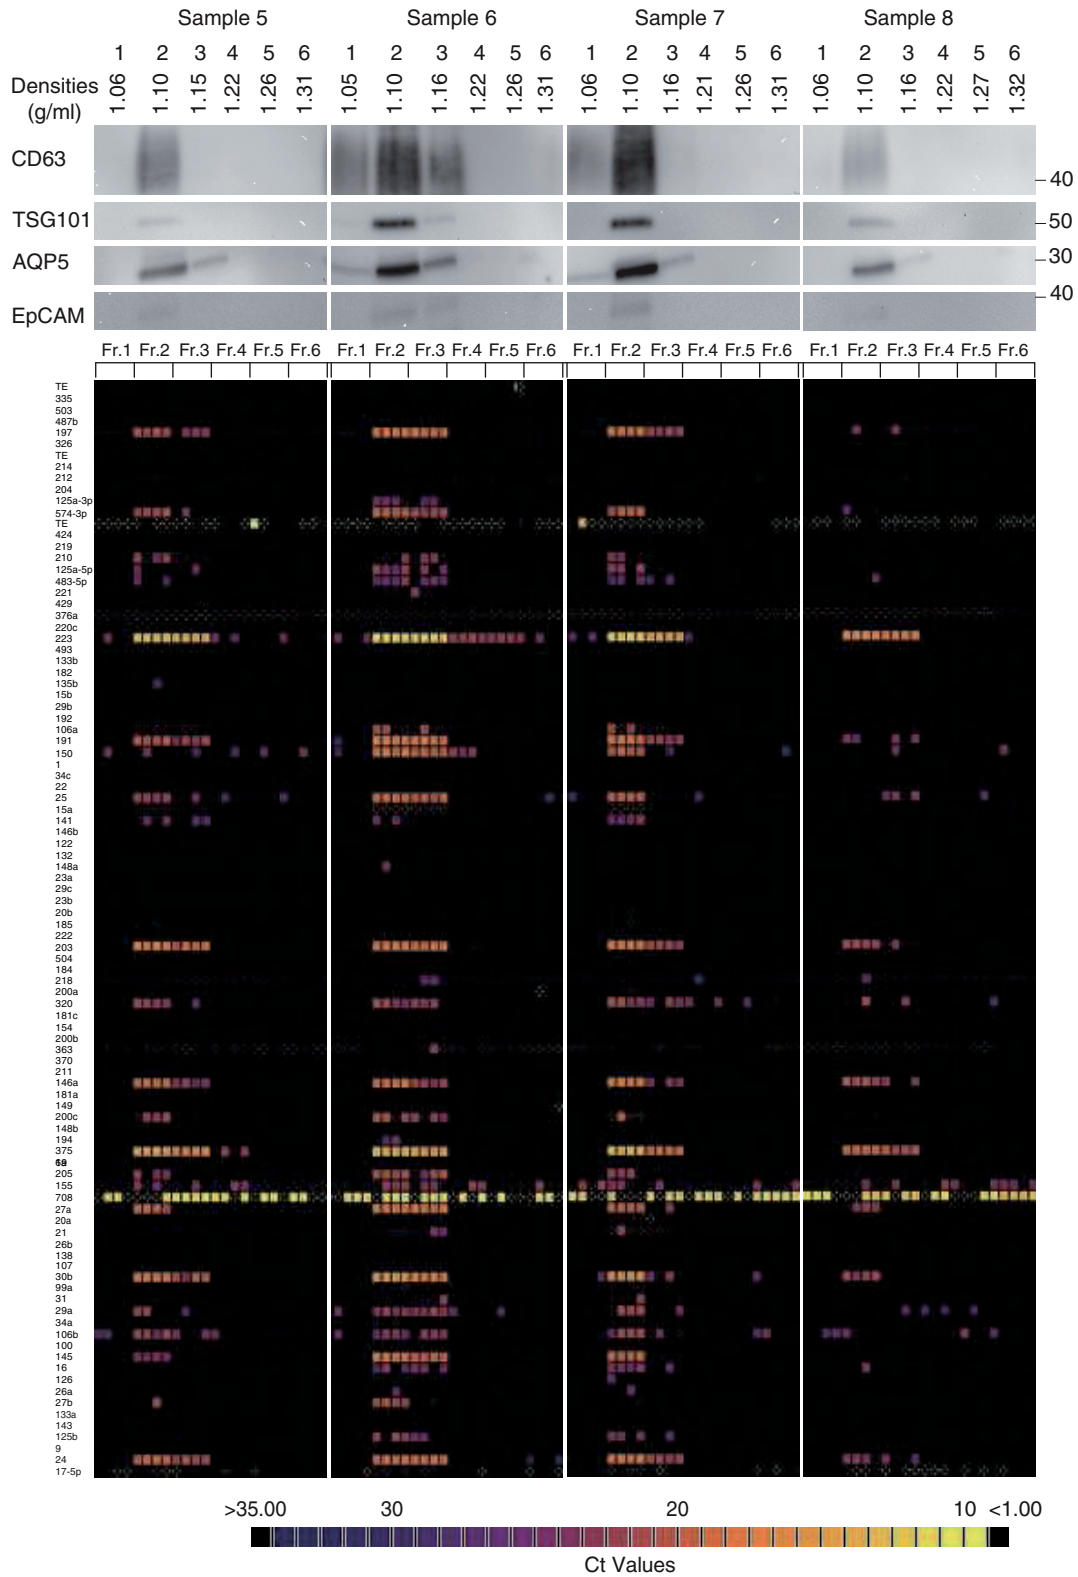 Sample 5 Sample 6 Sample 7 Sample 8
1 2 3 4 5 6 1 2 3 4 5 6 1 2 3 4 5 6 1 2 3 4 5 6
Densities (g/ml) 1.06 1.10 1.15 1.22 1.26 1.31 1.05 1.10 1.16 1.22 1.26 1.31 1.06 1.10 1.10 1.21 1.26 1.31 1.06 1.10 1.16 1.22 1.27 1.32
CD63
40
TSG101
50
AQP5
30
40
EpCAM
Fr.1 Fr.2 Fr.3 Fr.4 Fr.5 Fr.6 Fr.1 Fr.2 Fr.3 Fr.4 Fr.5 Fr.6 Fr.1 Fr.2 Fr.3 Fr.4 Fr.5 Fr.6 Fr.1 Fr.2 Fr.3 Fr.4 Fr.5 Fr.6
TE
335
503
487b
197
326
TE
214
212
204
125a-3p
574-3p
TE
424
219
210
125a-5p
483-5p
221
429
376a
220c
223
493
133b
182
135b
15b
29b
192
106a
191
150
1
34c
22
25
15a
141
146b
122
132
148a
23a
29c
23b
20b
185
222
203
504
184
218
200a
320
181c
154
200b
363
370
211
146a
181a
149
200c
148b
194
375
205
155
708
27a
20a
21
26b
138
107
30b
99a
31
29a
34a
106b
100
145
16
126
26a
27b
133a
143
125b
9
24
17-5p
>35.00 30 20 10 <1.00
Ct Values